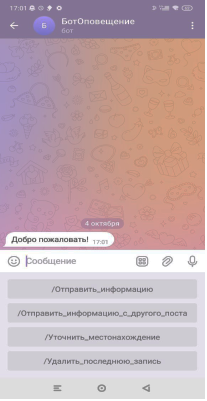 17:01
Б
БотОповещение
бот
4 октября
Добро пожаловать! 17:01
Сообщение
/Отправить_информацию
/Отправить_информацию_с_другого_поста
/Уточнить_местонахождение
/Удалить_последнюю_запись